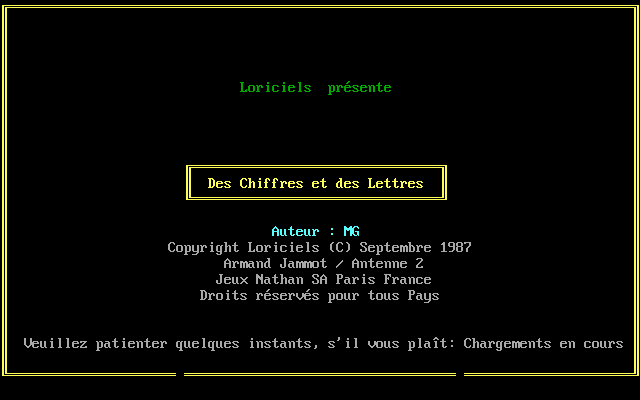 Loriciels présente
Des Chiffres et des Lettres
Auteur : MG
Copyright Loriciels (C) Septembre 1987
Armand Jammot / Antenne 2
Jeux Nathan SA Paris France
Droits réservés pour tous Pays
Veuillez patienter quelques instants, s'il vous plaît: Chargements en cours